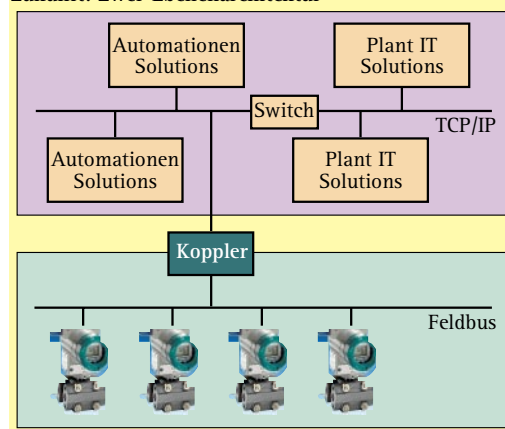 Automationen
Solutions
Plant IT
Solutions
Switch
TCP/IP
Automationen
Solutions
Plant IT
Solutions
Koppler
Feldbus